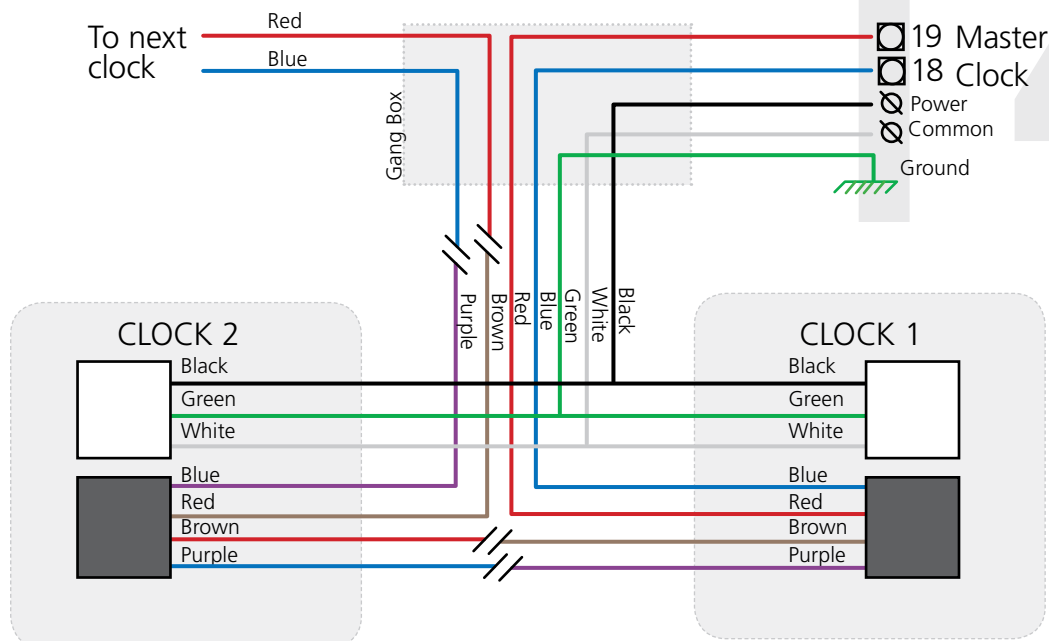 To next
clock
Red
Blue
Gang Box
19 Master
18 Clock
Power
Common
Ground
Purple
Brown
Red
Blue
Green
White
Black
CLOCK 2
Black
Green
White
Blue
Red
Brown
Purple
CLOCK 1
Black
Green
White
Blue
Red
Brown
Purple